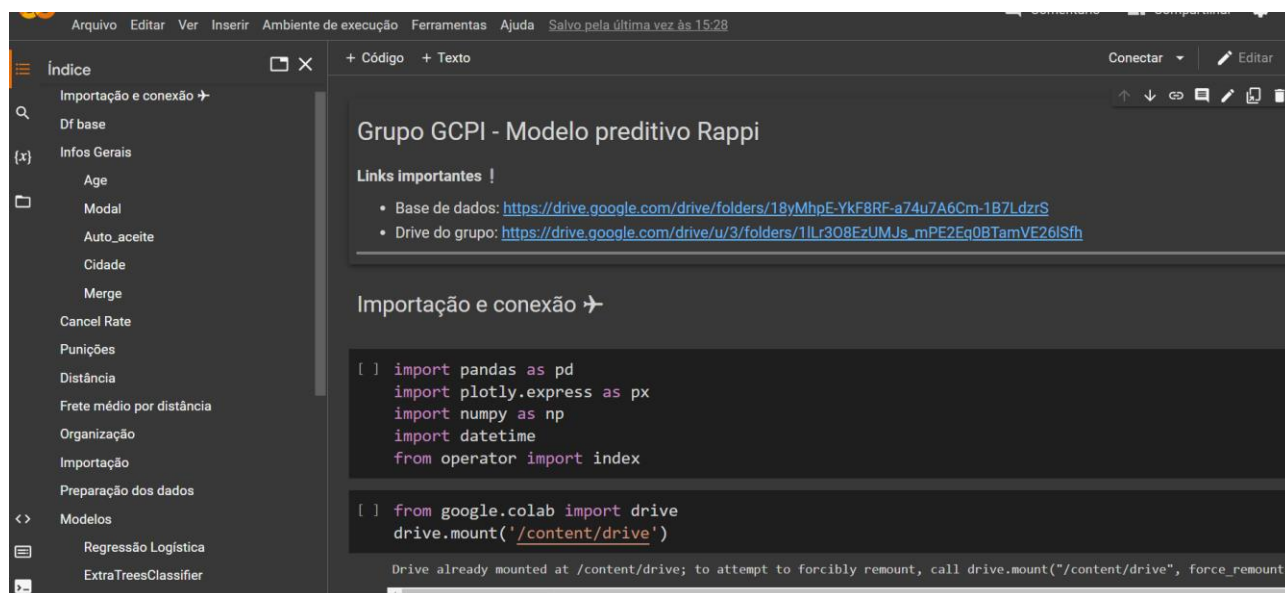 Arquivo Editar Ver Inserir Ambiente de execução Ferramentas Ajuda Salvo pela última vez às 15:28
Índice
Importação e conexão ✈
Df base
Infos Gerais
Age
Modal
Auto_aceite
Cidade
Merge
Cancel Rate
Punições
Distância
Frete médio por distância
Organização
Importação
Preparação dos dados
Modelos
Regressão Logística
ExtraTreesClassifier
{x}
<>
+ Código + Texto
Conectar
Editar
Grupo GCPI - Modelo preditivo Rappi
Links importantes ❕
• Base de dados: https://drive.google.com/drive/folders/18yMhpE-YkF8RF-a74u7A6Cm-1B7LdzrS
• Drive do grupo: https://drive.google.com/drive/u/3/folders/1lLr3O8EzUMJs_mPE2Eq0BTamVE26lSfh
Importação e conexão ✈
[ ] import pandas as pd
import plotly.express as px
import numpy as np
import datetime
from operator import index
[ ] from google.colab import drive
drive.mount('/content/drive')
Drive already mounted at /content/drive; to attempt to forcibly remount, call drive.mount("/content/drive", force_remount